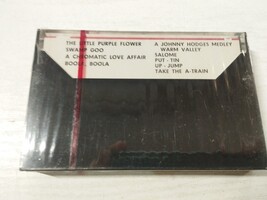 THE LITTLE PURPLE FLOWER
SWAMP GOO
A CHROMATIC LOVE AFFAIR
BOOLA, BOOLA
A JOHNNY HODGES MEDLEY
WARM VALLEY
SALOME
PUT - TIN
UP - JUMP
TAKE THE A-TRAIN